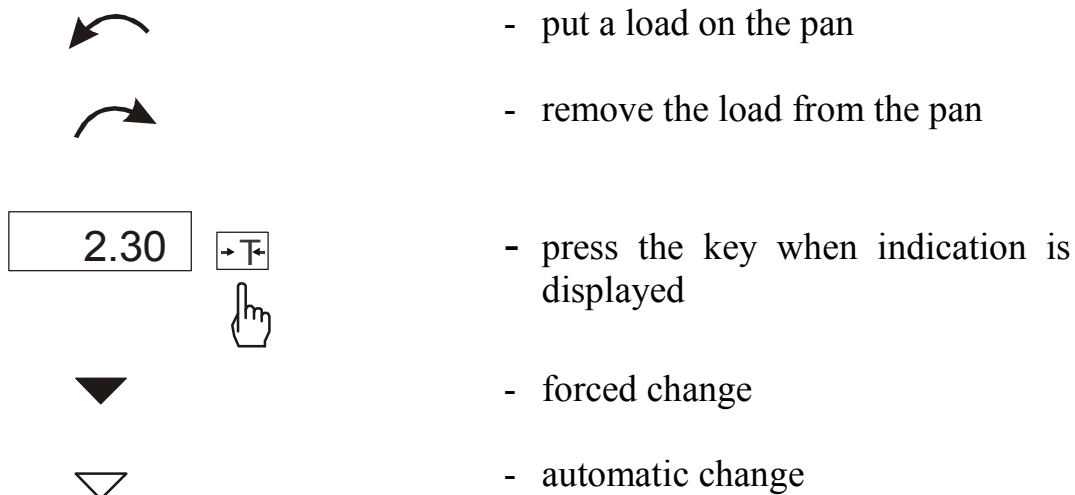 - put a load on the pan
- remove the load from the pan
2.30 →T← - press the key when indication is
displayed
- forced change
- automatic change